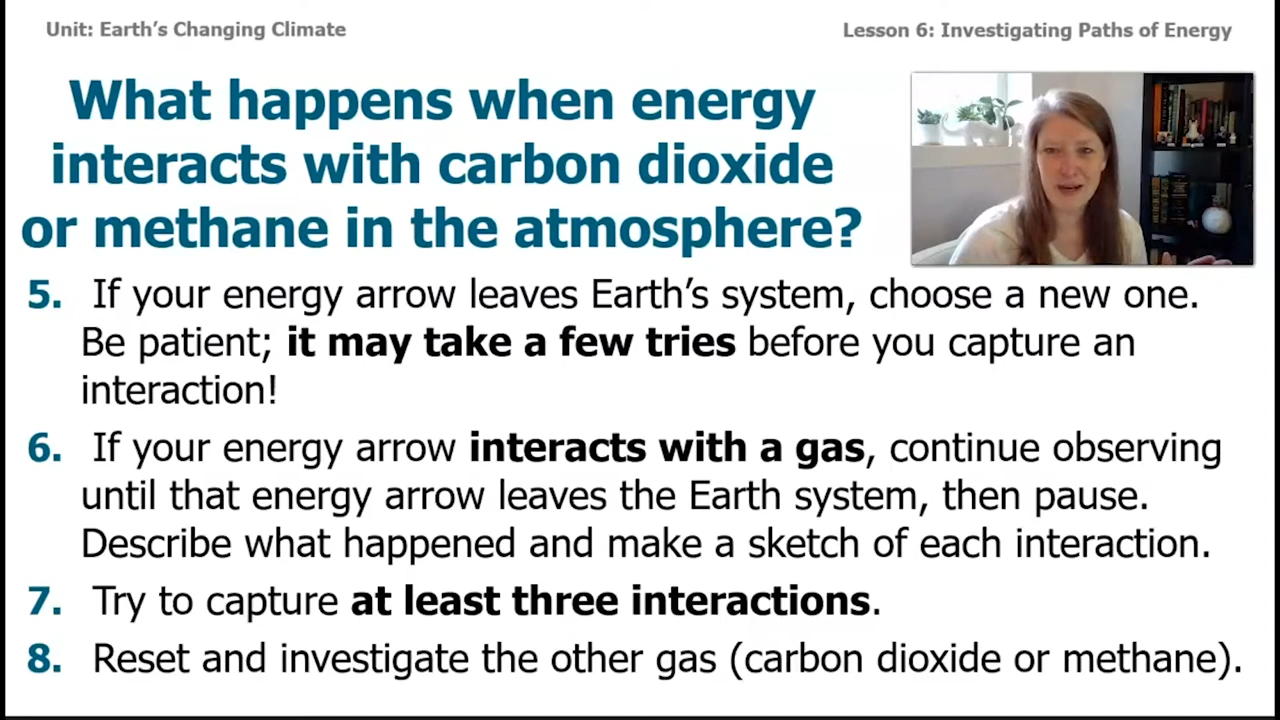 Unit: Earth’s Changing Climate
Lesson 6: Investigating Paths of Energy
What happens when energy
interacts with carbon dioxide
or methane in the atmosphere?
5. If your energy arrow leaves Earth’s system, choose a new one.
Be patient; it may take a few tries before you capture an
interaction!
6. If your energy arrow interacts with a gas, continue observing
until that energy arrow leaves the Earth system, then pause.
Describe what happened and make a sketch of each interaction.
7. Try to capture at least three interactions.
8. Reset and investigate the other gas (carbon dioxide or methane).